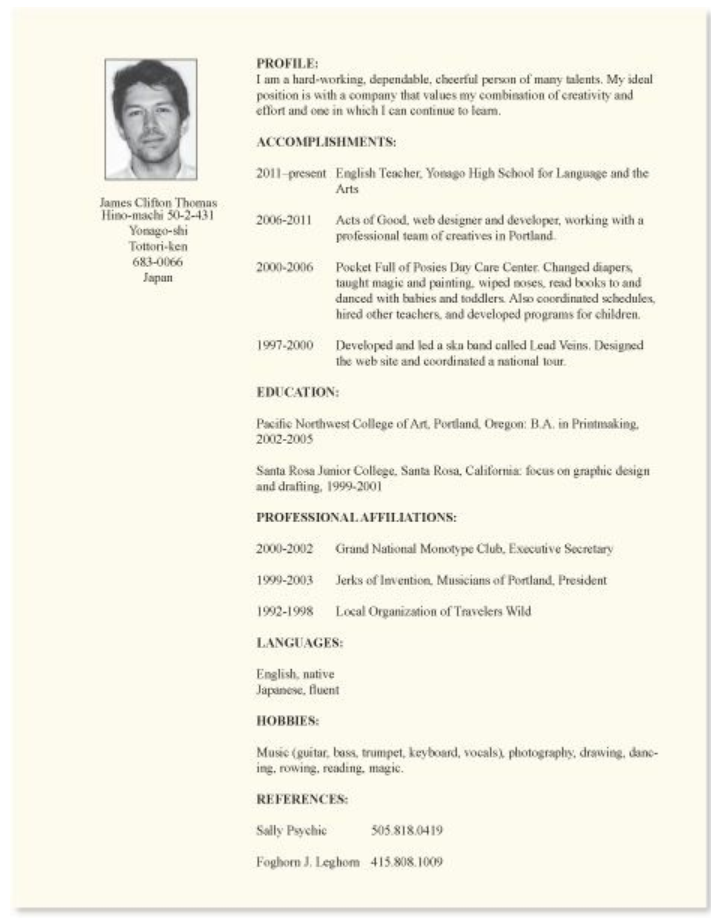 James Clifton Thomas
Hino-machi 50-2-431
Yonago-shi
Tottori-ken
683-0066
Japan
PROFILE:
I am a hard-working, dependable, cheerful person of many talents. My ideal
position is with a company that values my combination of creativity and
effort and one in which I can continue to learn.
ACCOMPLISHMENTS:
2011–present English Teacher, Yonago High School for Language and the
Arts
2006-2011 Acts of Good, web designer and developer, working with a
professional team of creatives in Portland.
2000-2006 Pocket Full of Posies Day Care Center. Changed diapers,
taught magic and painting, wiped noses, read books to and
danced with babies and toddlers. Also coordinated schedules,
hired other teachers, and developed programs for children.
1997-2000 Developed and led a ska band called Lead Veins. Designed
the web site and coordinated a national tour.
EDUCATION:
Pacific Northwest College of Art, Portland, Oregon: B.A. in Printmaking,
2002-2005
Santa Rosa Junior College, Santa Rosa, California: focus on graphic design
and drafting, 1999-2001
PROFESSIONAL AFFILIATIONS:
2000-2002 Grand National Monotype Club, Executive Secretary
1999-2003 Jerks of Invention, Musicians of Portland, President
1992-1998 Local Organization of Travelers Wild
LANGUAGES:
English, native
Japanese, fluent
HOBBIES:
Music (guitar, bass, trumpet, keyboard, vocals), photography, drawing, danc-
ing, rowing, reading, magic.
REFERENCES:
Sally Psychic 505.818.0419
Foghorn J. Leghorn 415.808.1009